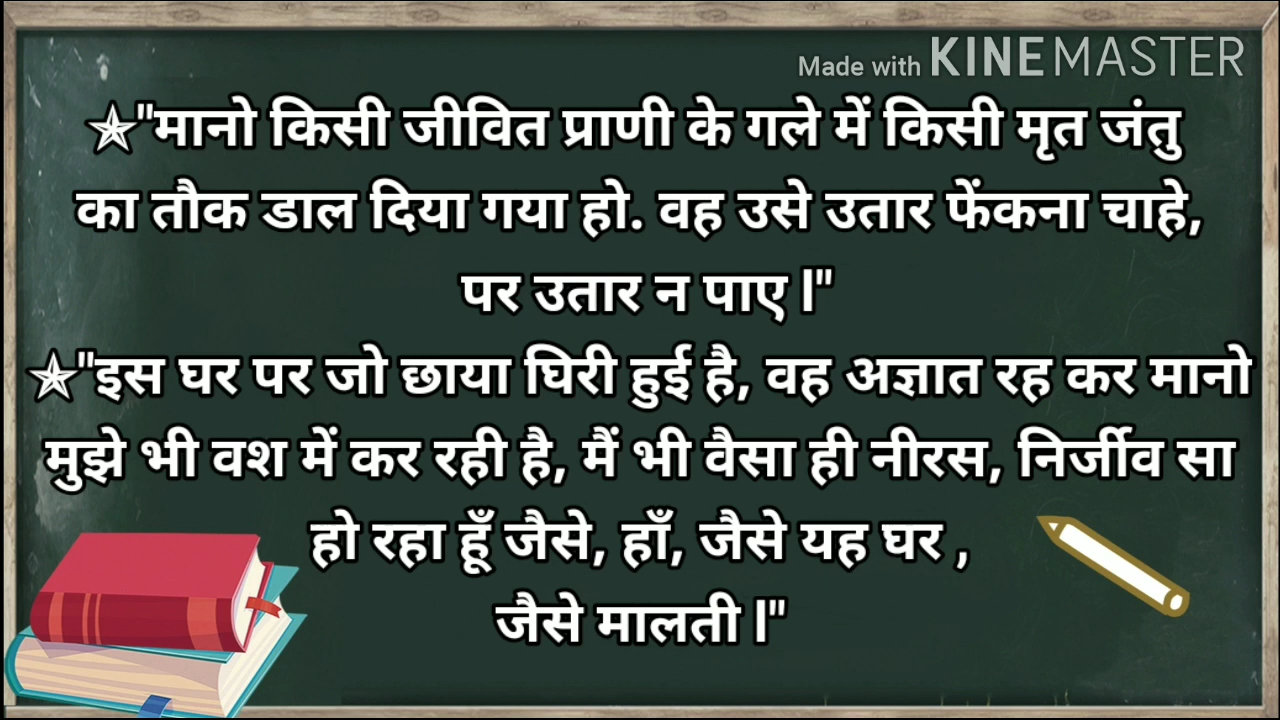 Made with KINEMASTER
✯"मानो किसी जीवित प्राणी के गले में किसी मृत जंतु
का तौक डाल दिया गया हो. वह उसे उतार फेंकना चाहे,
पर उतार न पाए l"
✯"इस घर पर जो छाया घिरी हुई है, वह अज्ञात रह कर मानो
मुझे भी वश में कर रही है, मैं भी वैसा ही नीरस, निर्जीव सा
हो रहा हूँ जैसे, हाँ, जैसे यह घर ,
जैसे मालती l"